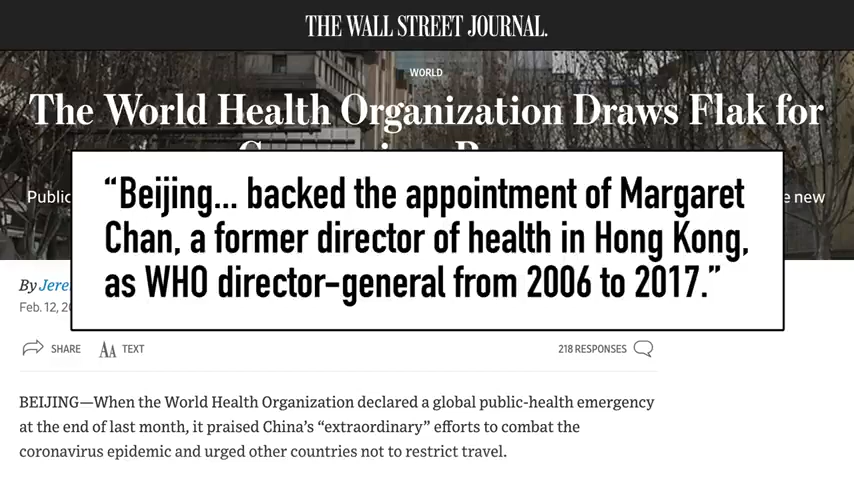 THE WALL STREET JOURNAL.
WORLD
The World Health Organization Draws Flak for
Public
e new
“Beijing... backed the appointment of Margaret
Chan, a former director of health in Hong Kong,
as WHO director-general from 2006 to 2017.”
By Jere
Feb. 12, 20
SHARE AA TEXT
218 RESPONSES
BEIJING—When the World Health Organization declared a global public-health emergency
at the end of last month, it praised China’s “extraordinary” efforts to combat the
coronavirus epidemic and urged other countries not to restrict travel.